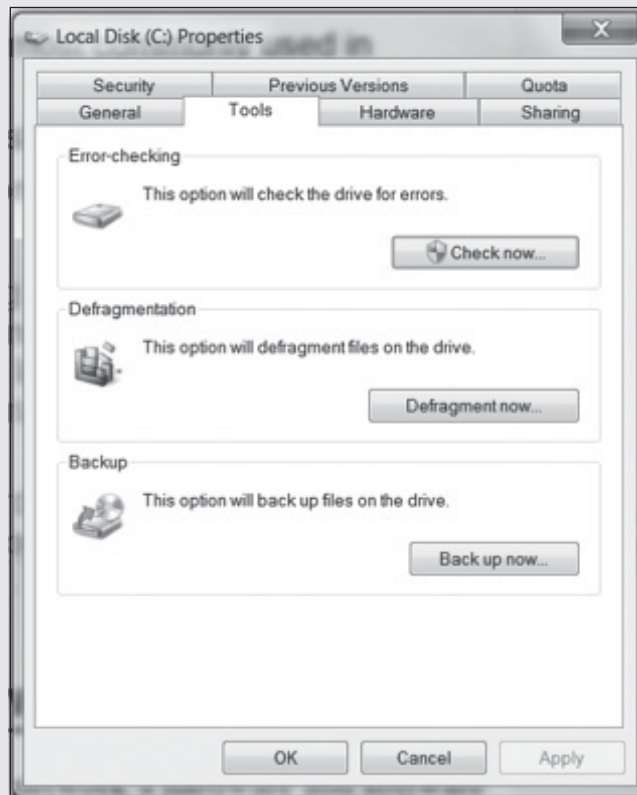 Local Disk (C:) Properties
used in
Security
Previous Versions
Quota
General
Tools
Hardware
Sharing
Error-checking
This option will check the drive for errors.
Check now...
Defragmentation
This option will defragment files on the drive.
Defragment now...
Backup
This option will back up files on the drive.
Back up now...
OK
Cancel
Apply